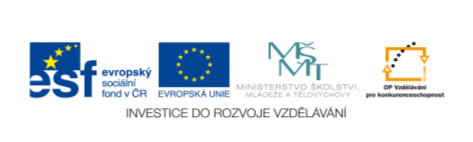 esf
evropský
sociální
fond v ČR
EVROPSKÁ UNIE
MŠMT
MINISTERSTVO ŠKOLSTVÍ,
MLÁDEŽE A TĚLOVÝCHOVY
OP Vzdělávání
pro konkurenceschopnost
INVESTICE DO ROZVOJE VZDĚLÁVÁNÍ